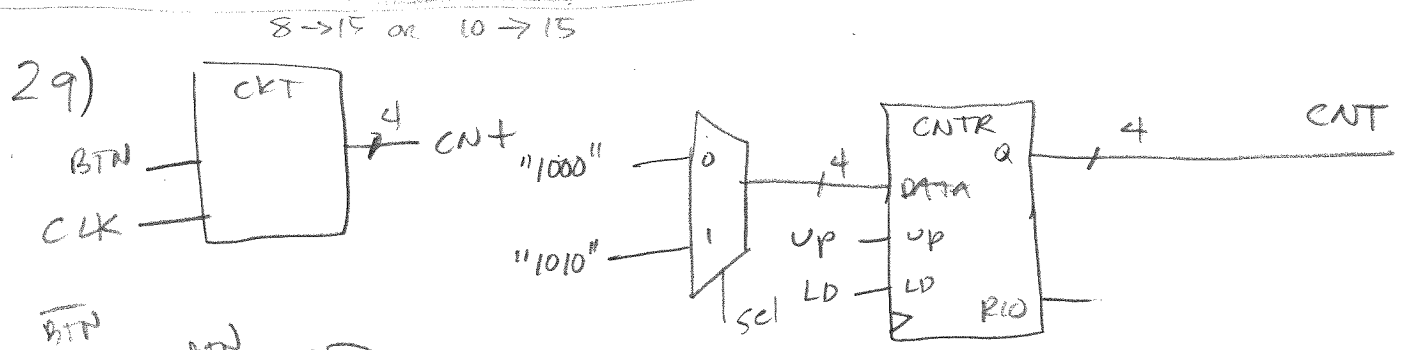 8 → 15 or 10 → 15
29)
CKT
BTN
CLK
4
CNt
"1000"
"1010"
0
1
sel
4
CNTR
Q
DATA
UP
UP
LD
LD
RCO
4
CNT
BTN